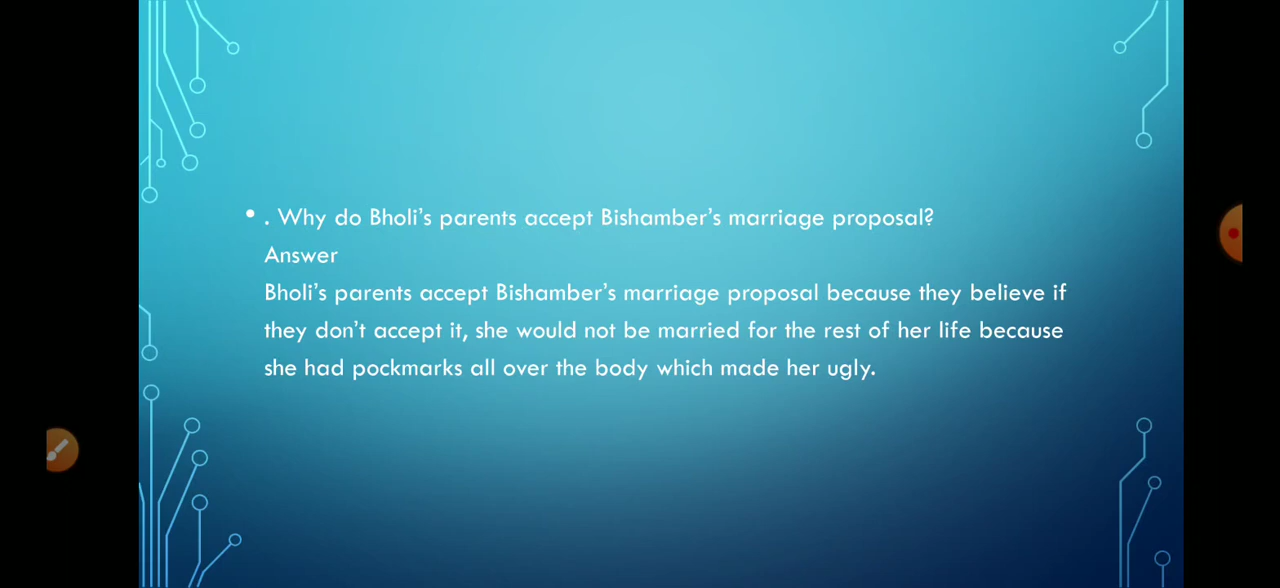 • . Why do Bholi's parents accept Bishamber's marriage proposal?
Answer
Bholi's parents accept Bishamber's marriage proposal because they believe if
they don't accept it, she would not be married for the rest of her life because
she had pockmarks all over the body which made her ugly.